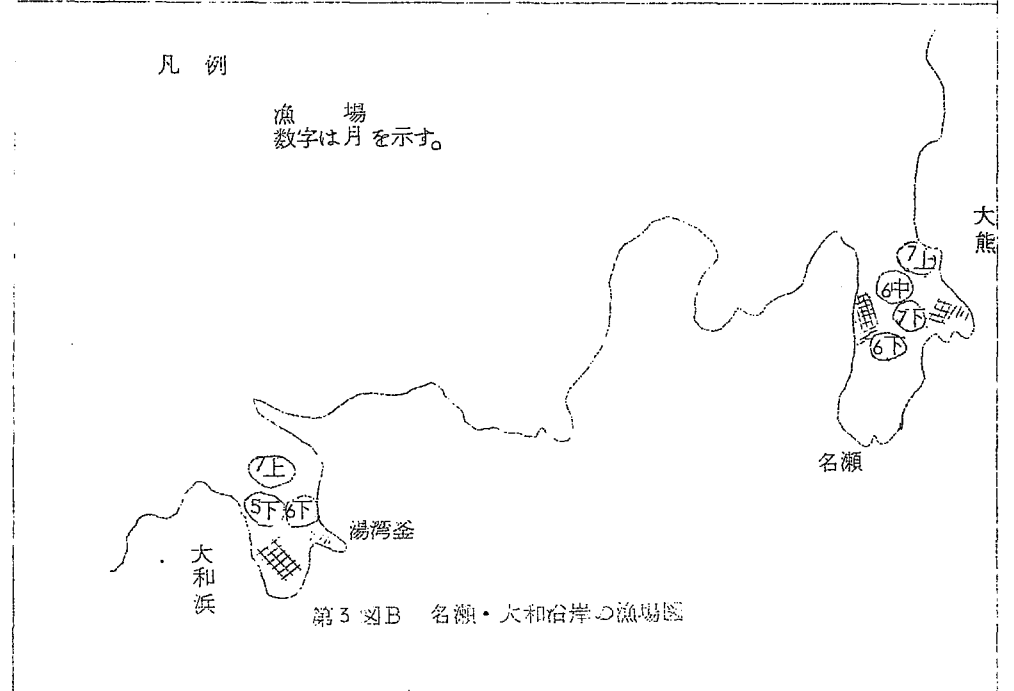 凡 例
漁 場
数字は月を示す。
大熊
7上
6中
7下
6下
名瀬
7上
5下
6下
湯湾釜
大和浜
第3図B 名瀬・大和沿岸の漁場図